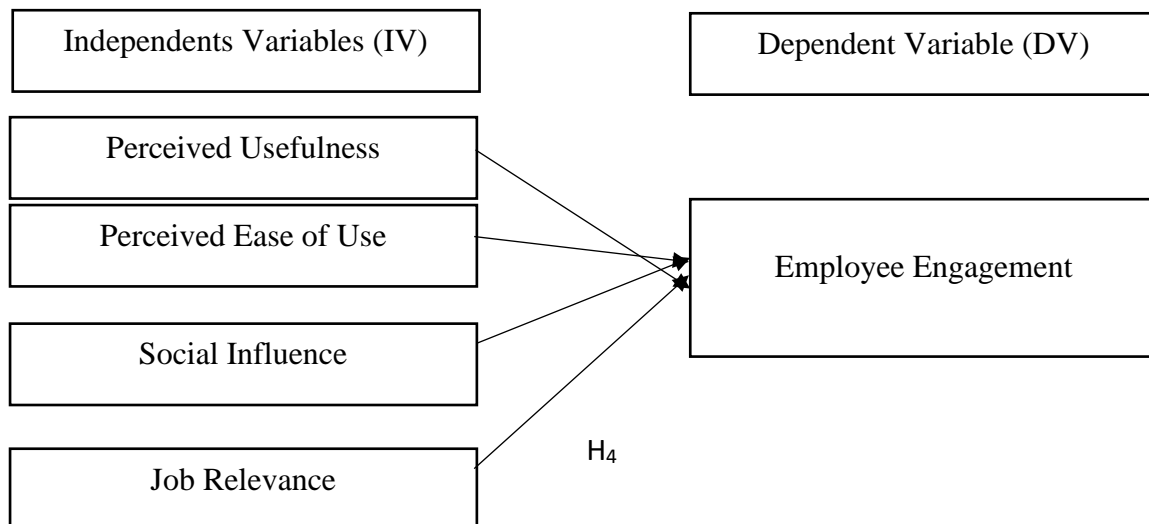 Independents Variables (IV)
Dependent Variable (DV)
Perceived Usefulness
Perceived Ease of Use
Employee Engagement
Social Influence
H₄
Job Relevance